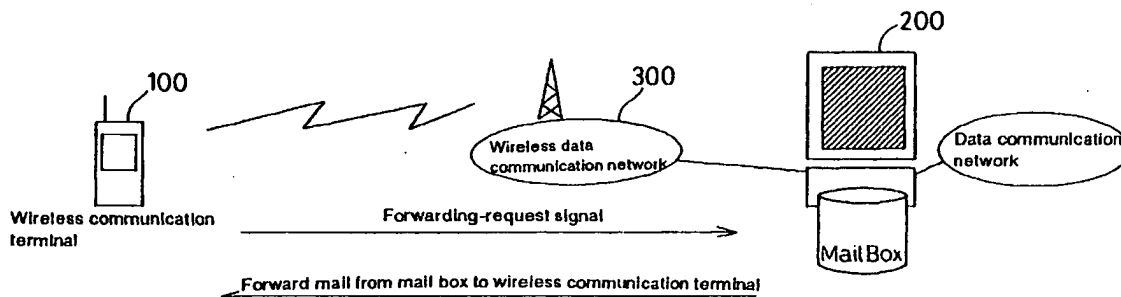 200
300
100
Wireless data
communication network
Data communication
network
Wireless communication
terminal
Forwarding-request signal
Mail Box
Forward mail from mail box to wireless communication terminal